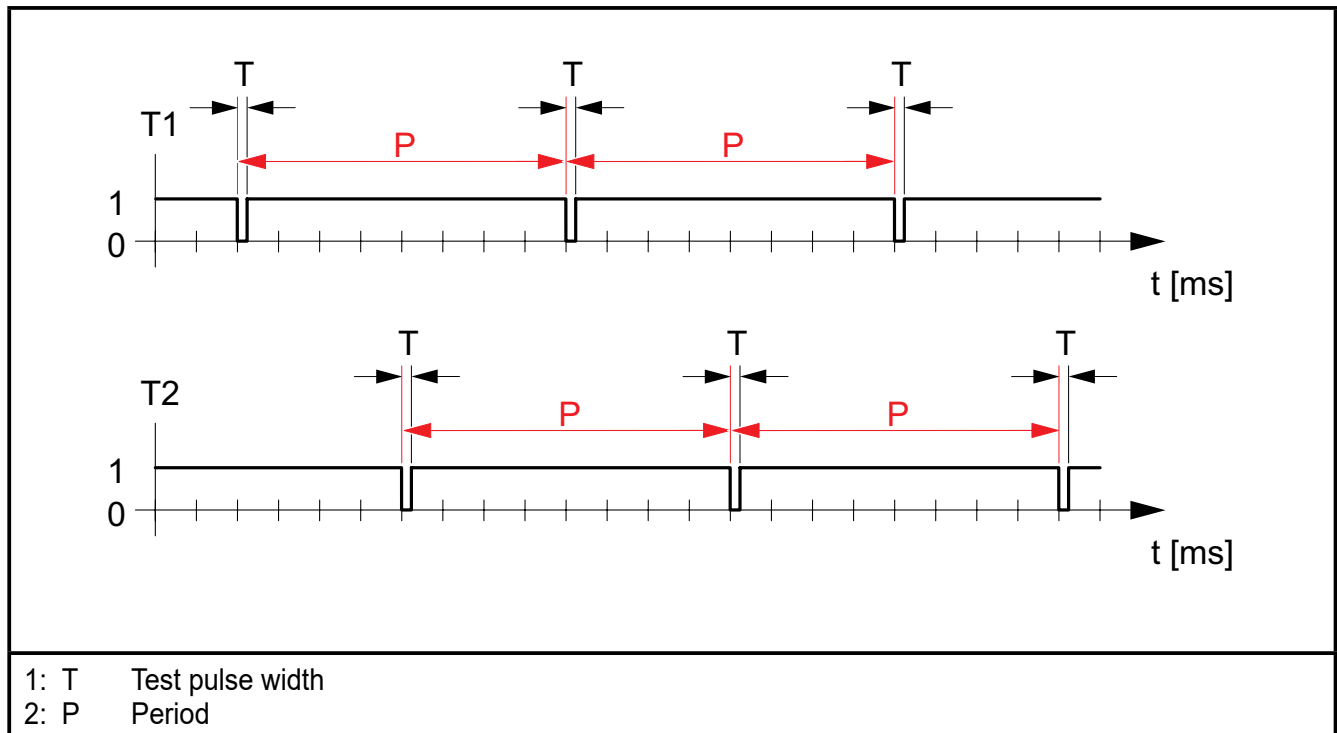 T T T
T1
P P
1
0
t [ms]
T T T
T2
P P
1
0
t [ms]
1: T Test pulse width
2: P Period